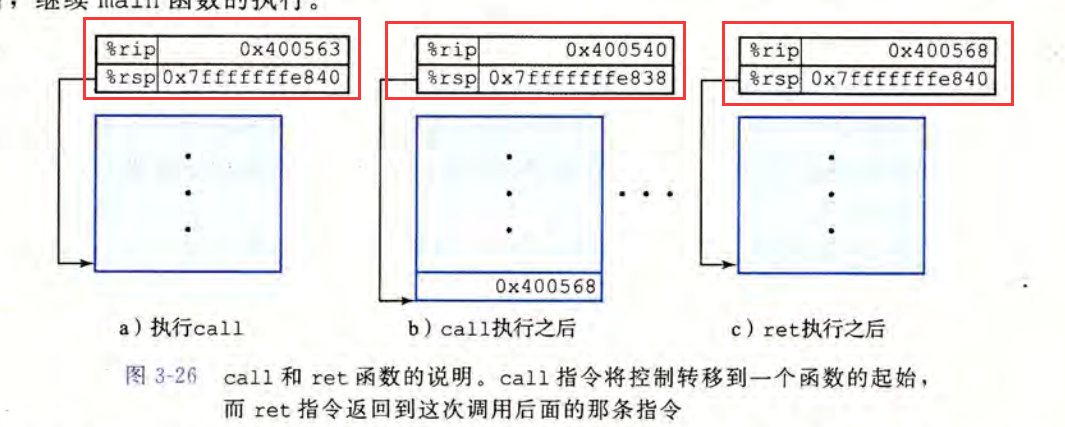 ，继续 main 函数的执行。
%rip 0x400563
%rsp 0x7fffffffe840
%rip 0x400540
%rsp 0x7fffffffe838
%rip 0x400568
%rsp 0x7fffffffe840
0x400568
a）执行call
b）call执行之后
c）ret执行之后
图 3-26 call 和 ret 函数的说明。call 指令将控制转移到一个函数的起始，
而 ret 指令返回到这次调用后面的那条指令